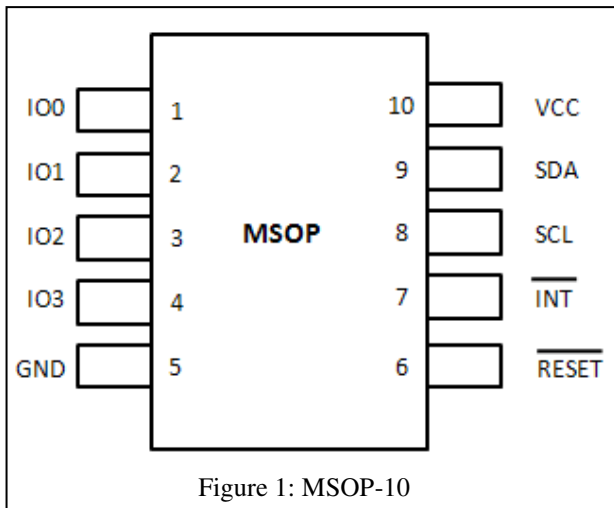 IO0 1 10 VCC
IO1 2 9 SDA
IO2 3 MSOP 8 SCL
IO3 4 7 INT
GND 5 6 RESET
Figure 1: MSOP-10